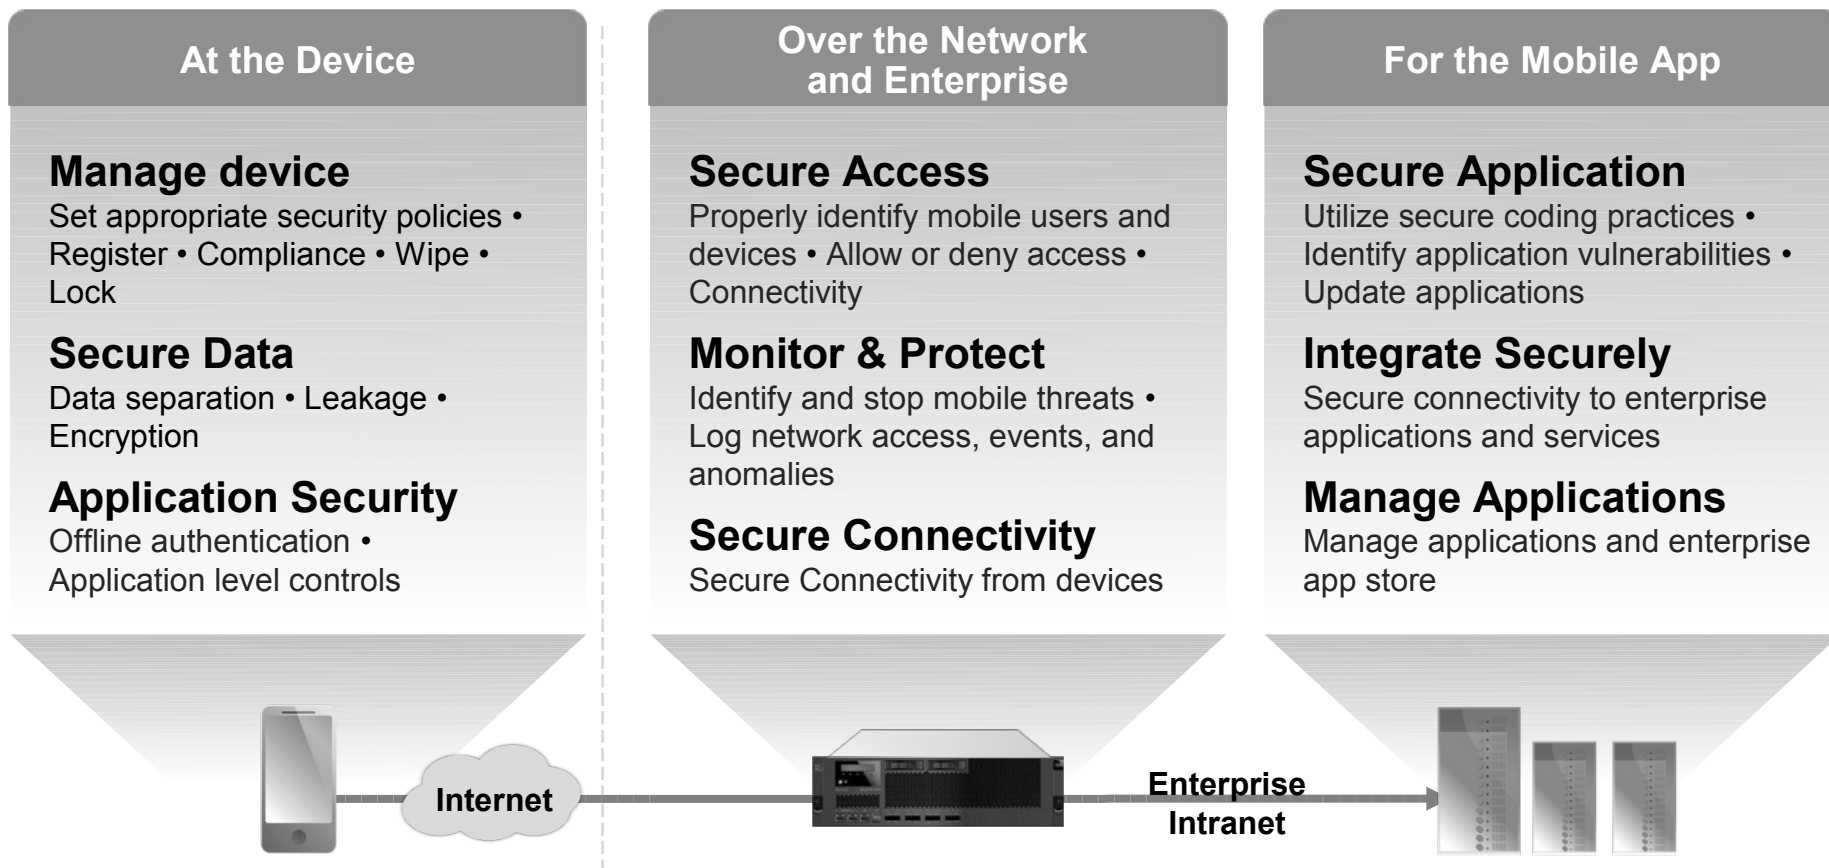 At the Device
Manage device
Set appropriate security policies •
Register • Compliance • Wipe •
Lock
Secure Data
Data separation • Leakage •
Encryption
Application Security
Offline authentication •
Application level controls
Over the Network
and Enterprise
Secure Access
Properly identify mobile users and
devices • Allow or deny access •
Connectivity
Monitor & Protect
Identify and stop mobile threats •
Log network access, events, and
anomalies
Secure Connectivity
Secure Connectivity from devices
For the Mobile App
Secure Application
Utilize secure coding practices •
Identify application vulnerabilities •
Update applications
Integrate Securely
Secure connectivity to enterprise
applications and services
Manage Applications
Manage applications and enterprise
app store
Internet
Enterprise
Intranet